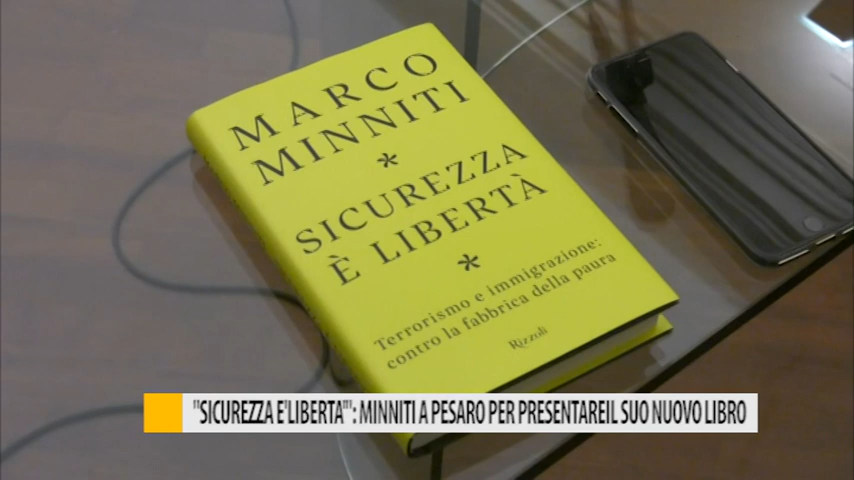 MARCO
MINNITI
*
SICUREZZA
È LIBERTÀ
*
Terrorismo e immigrazione:
contro la fabbrica della paura
Rizzoli
"SICUREZZA E'LIBERTA'": MINNITI A PESARO PER PRESENTAREIL SUO NUOVO LIBRO